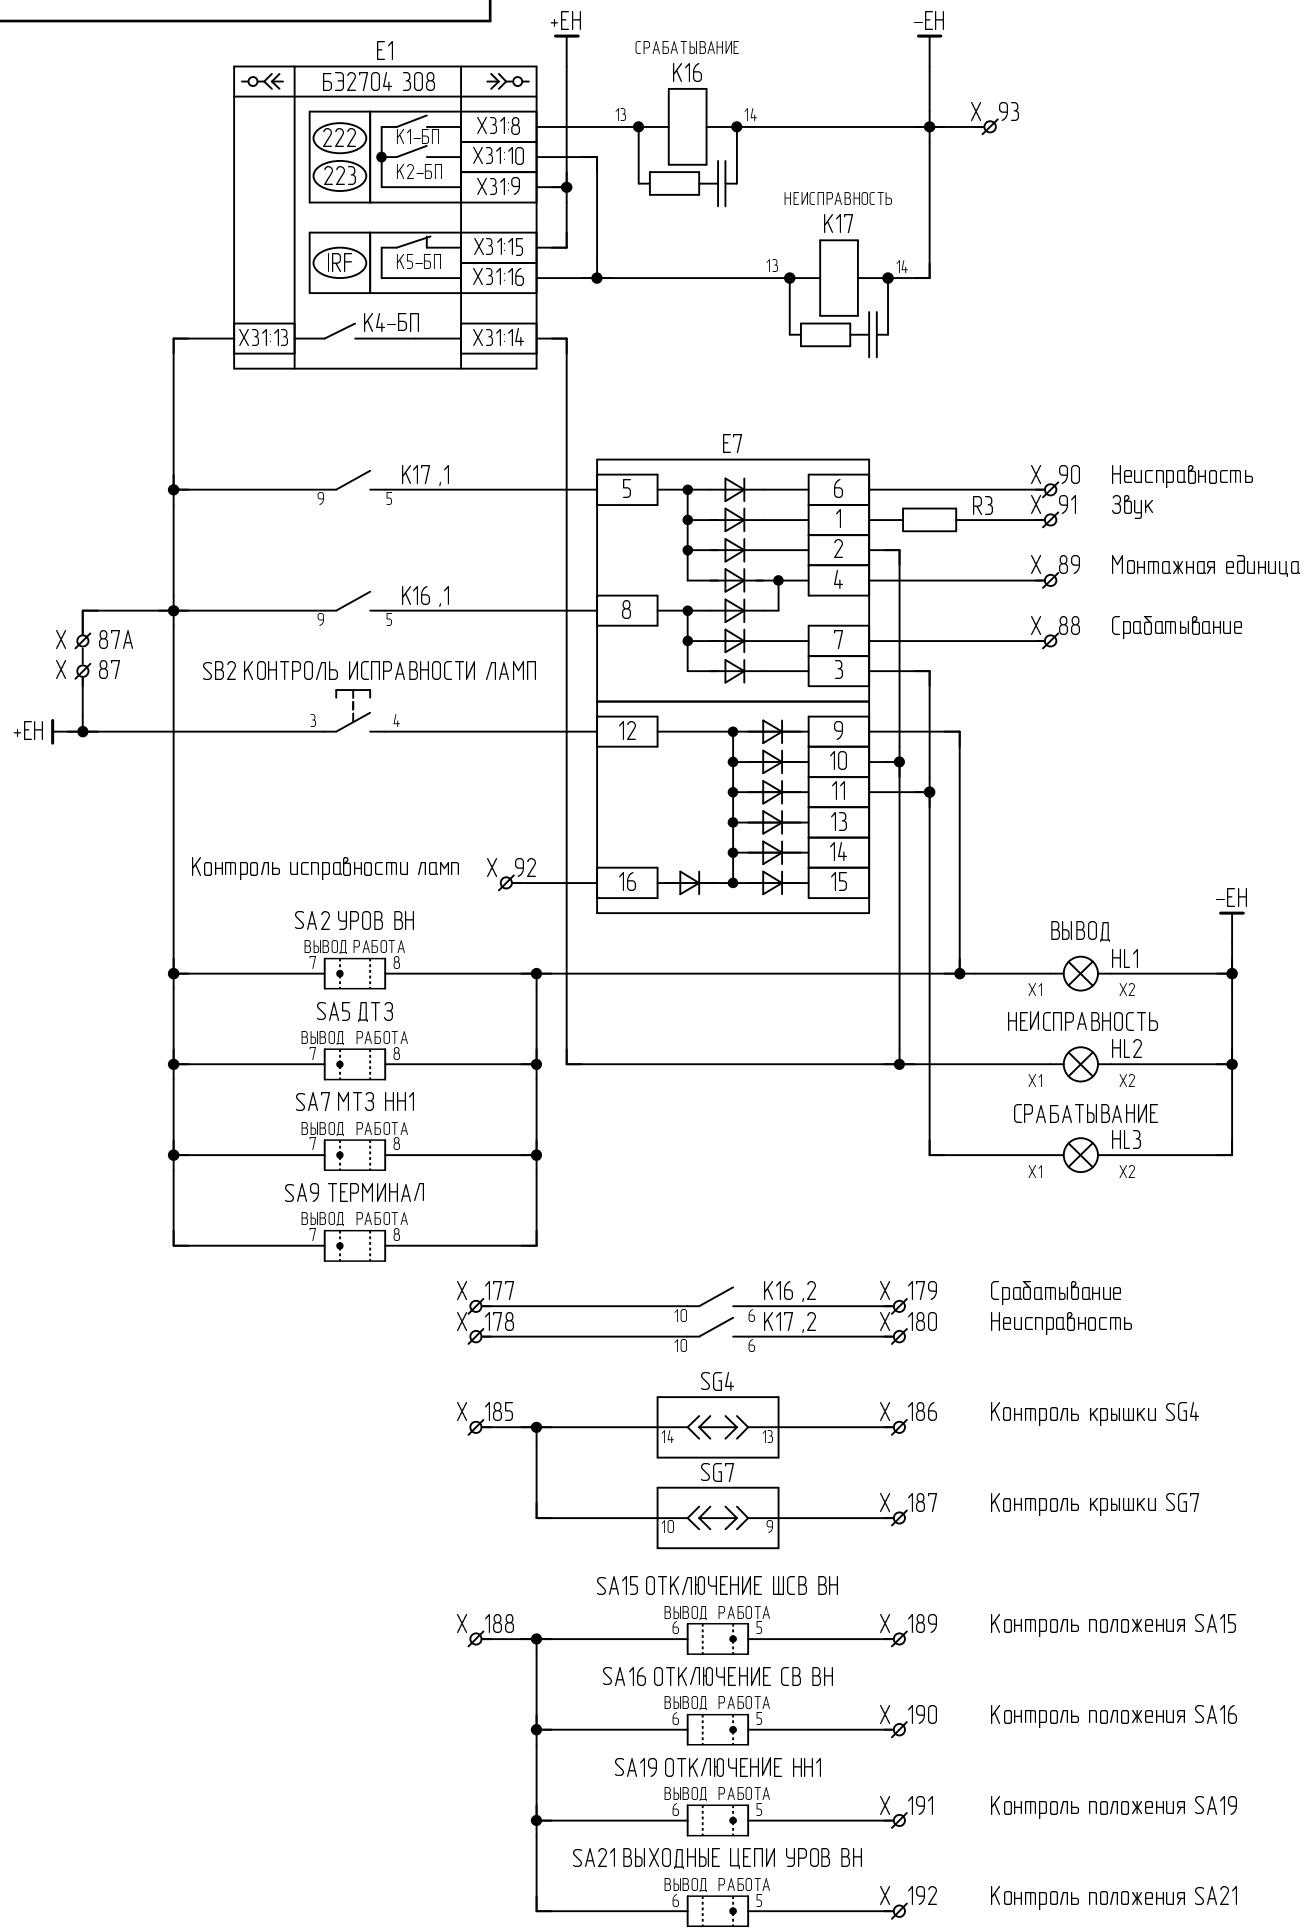 +ЕН
–ЕН
СРАБАТЫВАНИЕ
E1
K16
БЭ2704 308
13
14
X 93
222
K1–БП
X31:8
X31:10
223
K2–БП
X31:9
НЕИСПРАВНОСТЬ
K17
X31:15
IRF
K5–БП
X31:16
13
14
X31:13
K4–БП
X31:14
E7
K17 ,1
9
5
5
6
X 90 Неисправность
1
R3
X 91 Звук
2
4
X 89 Монтажная единица
K16 ,1
9
5
8
7
X 88 Срабатывание
3
X 87А
X 87
SB2 КОНТРОЛЬ ИСПРАВНОСТИ ЛАМП
+ЕН
3
4
12
9
10
11
13
14
Контроль исправности ламп X 92
16
15
–ЕН
SA2 УРОВ ВН
ВЫВОД РАБОТА
7
8
ВЫВОД
HL1
X1
X2
SA5 ДТЗ
ВЫВОД РАБОТА
7
8
НЕИСПРАВНОСТЬ
HL2
X1
X2
SA7 МТЗ НН1
ВЫВОД РАБОТА
7
8
СРАБАТЫВАНИЕ
HL3
X1
X2
SA9 ТЕРМИНАЛ
ВЫВОД РАБОТА
7
8
X 177
K16 ,2
10
6
X 179 Срабатывание
X 178
K17 ,2
10
6
X 180 Неисправность
SG4
X 185
14
13
X 186 Контроль крышки SG4
SG7
10
9
X 187 Контроль крышки SG7
SA15 ОТКЛЮЧЕНИЕ ШСВ ВН
ВЫВОД РАБОТА
X 188
6
5
X 189 Контроль положения SA15
SA16 ОТКЛЮЧЕНИЕ СВ ВН
ВЫВОД РАБОТА
6
5
X 190 Контроль положения SA16
SA19 ОТКЛЮЧЕНИЕ НН1
ВЫВОД РАБОТА
6
5
X 191 Контроль положения SA19
SA21 ВЫХОДНЫЕ ЦЕПИ УРОВ ВН
ВЫВОД РАБОТА
6
5
X 192 Контроль положения SA21